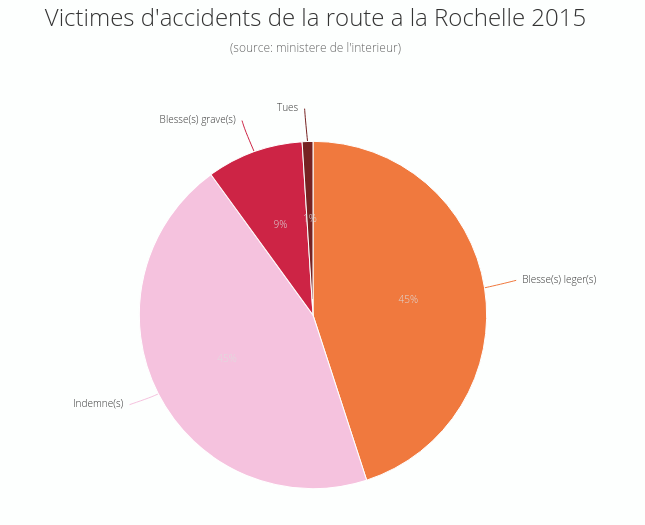 Victimes d'accidents de la route a la Rochelle 2015
(source: ministere de l'interieur)
Tues
Blesse(s) grave(s)
1%
9%
Blesse(s) leger(s)
45%
Indemne(s)